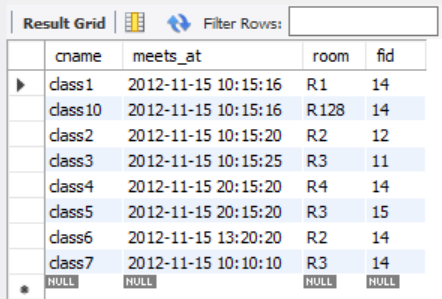 Result Grid Filter Rows:
cname meets_at room fid
class1 2012-11-15 10:15:16 R1 14
class10 2012-11-15 10:15:16 R128 14
class2 2012-11-15 10:15:20 R2 12
class3 2012-11-15 10:15:25 R3 11
class4 2012-11-15 20:15:20 R4 14
class5 2012-11-15 20:15:20 R3 15
class6 2012-11-15 13:20:20 R2 14
class7 2012-11-15 10:10:10 R3 14
NULL NULL NULL NULL